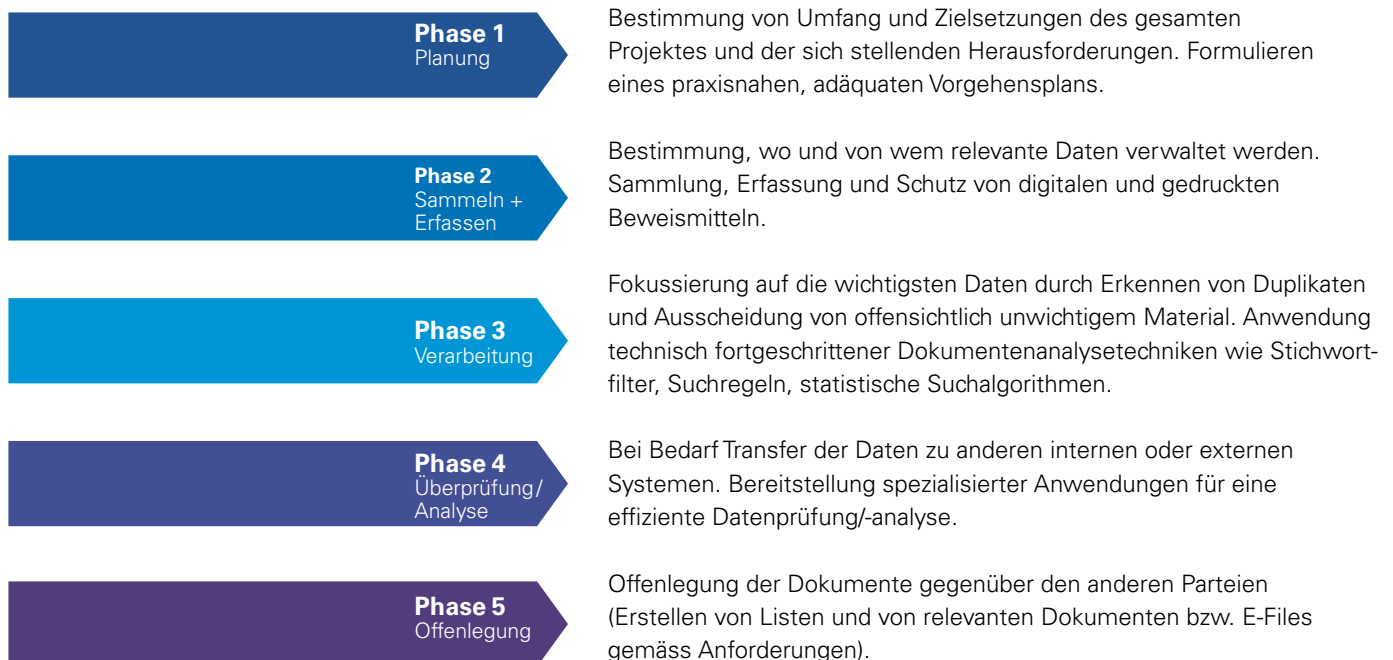 Phase 1
Planung
Bestimmung von Umfang und Zielsetzungen des gesamten
Projektes und der sich stellenden Herausforderungen. Formulieren
eines praxisnahen, adäquaten Vorgehensplans.
Phase 2
Sammeln +
Erfassen
Bestimmung, wo und von wem relevante Daten verwaltet werden.
Sammlung, Erfassung und Schutz von digitalen und gedruckten
Beweismitteln.
Phase 3
Verarbeitung
Fokussierung auf die wichtigsten Daten durch Erkennen von Duplikaten
und Ausscheidung von offensichtlich unwichtigem Material. Anwendung
technisch fortgeschrittener Dokumentenanalysetechniken wie Stichwort-
filter, Suchregeln, statistische Suchalgorithmen.
Phase 4
Überprüfung/
Analyse
Bei Bedarf Transfer der Daten zu anderen internen oder externen
Systemen. Bereitstellung spezialisierter Anwendungen für eine
effiziente Datenprüfung/-analyse.
Phase 5
Offenlegung
Offenlegung der Dokumente gegenüber den anderen Parteien
(Erstellen von Listen und von relevanten Dokumenten bzw. E-Files
gemäss Anforderungen).